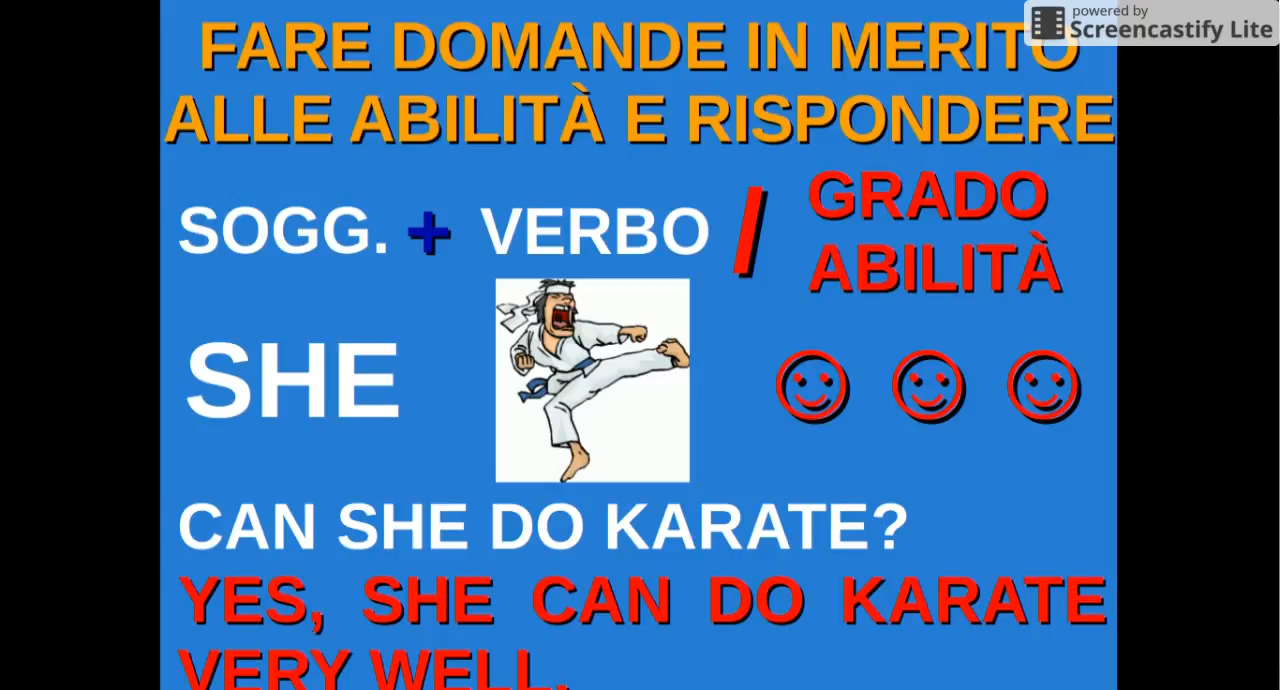 powered by
Screencastify Lite
FARE DOMANDE IN MERITO
ALLE ABILITÀ E RISPONDERE
SOGG. + VERBO / GRADO
ABILITÀ
SHE
CAN SHE DO KARATE?
YES, SHE CAN DO KARATE
VERY WELL.